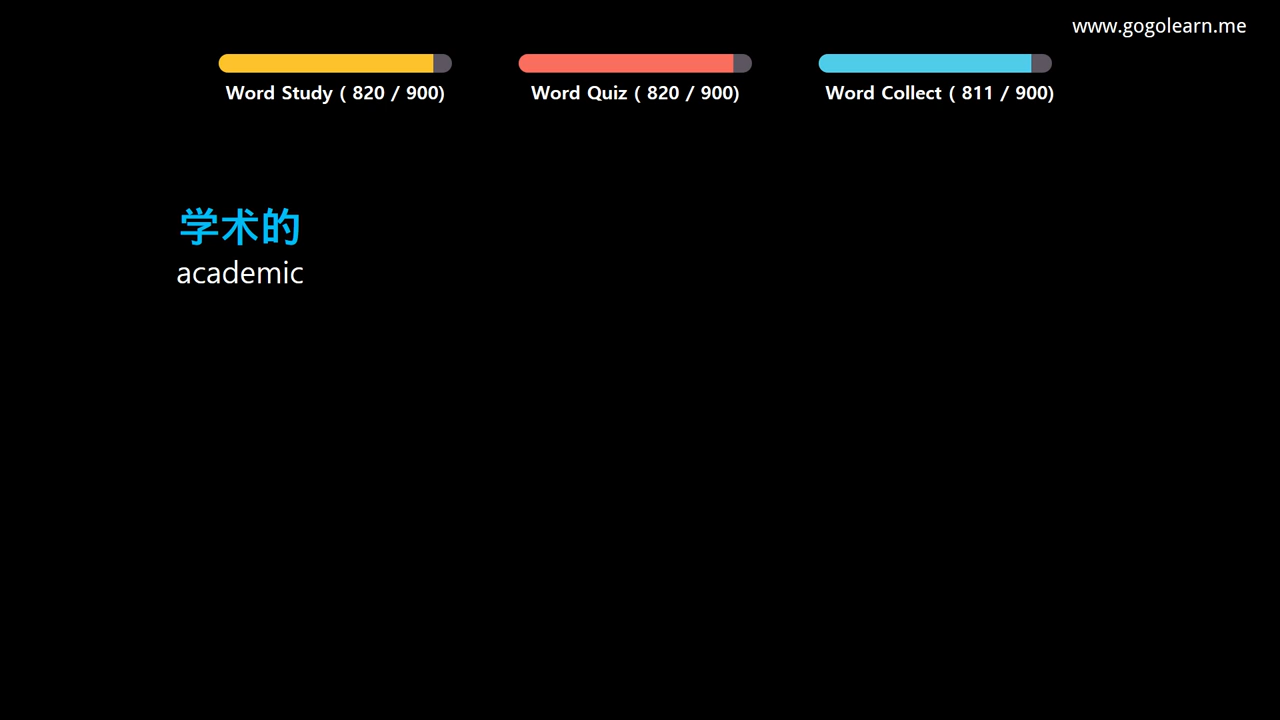 www.gogolearn.me
Word Study ( 820 / 900)
Word Quiz ( 820 / 900)
Word Collect ( 811 / 900)
学术的
academic